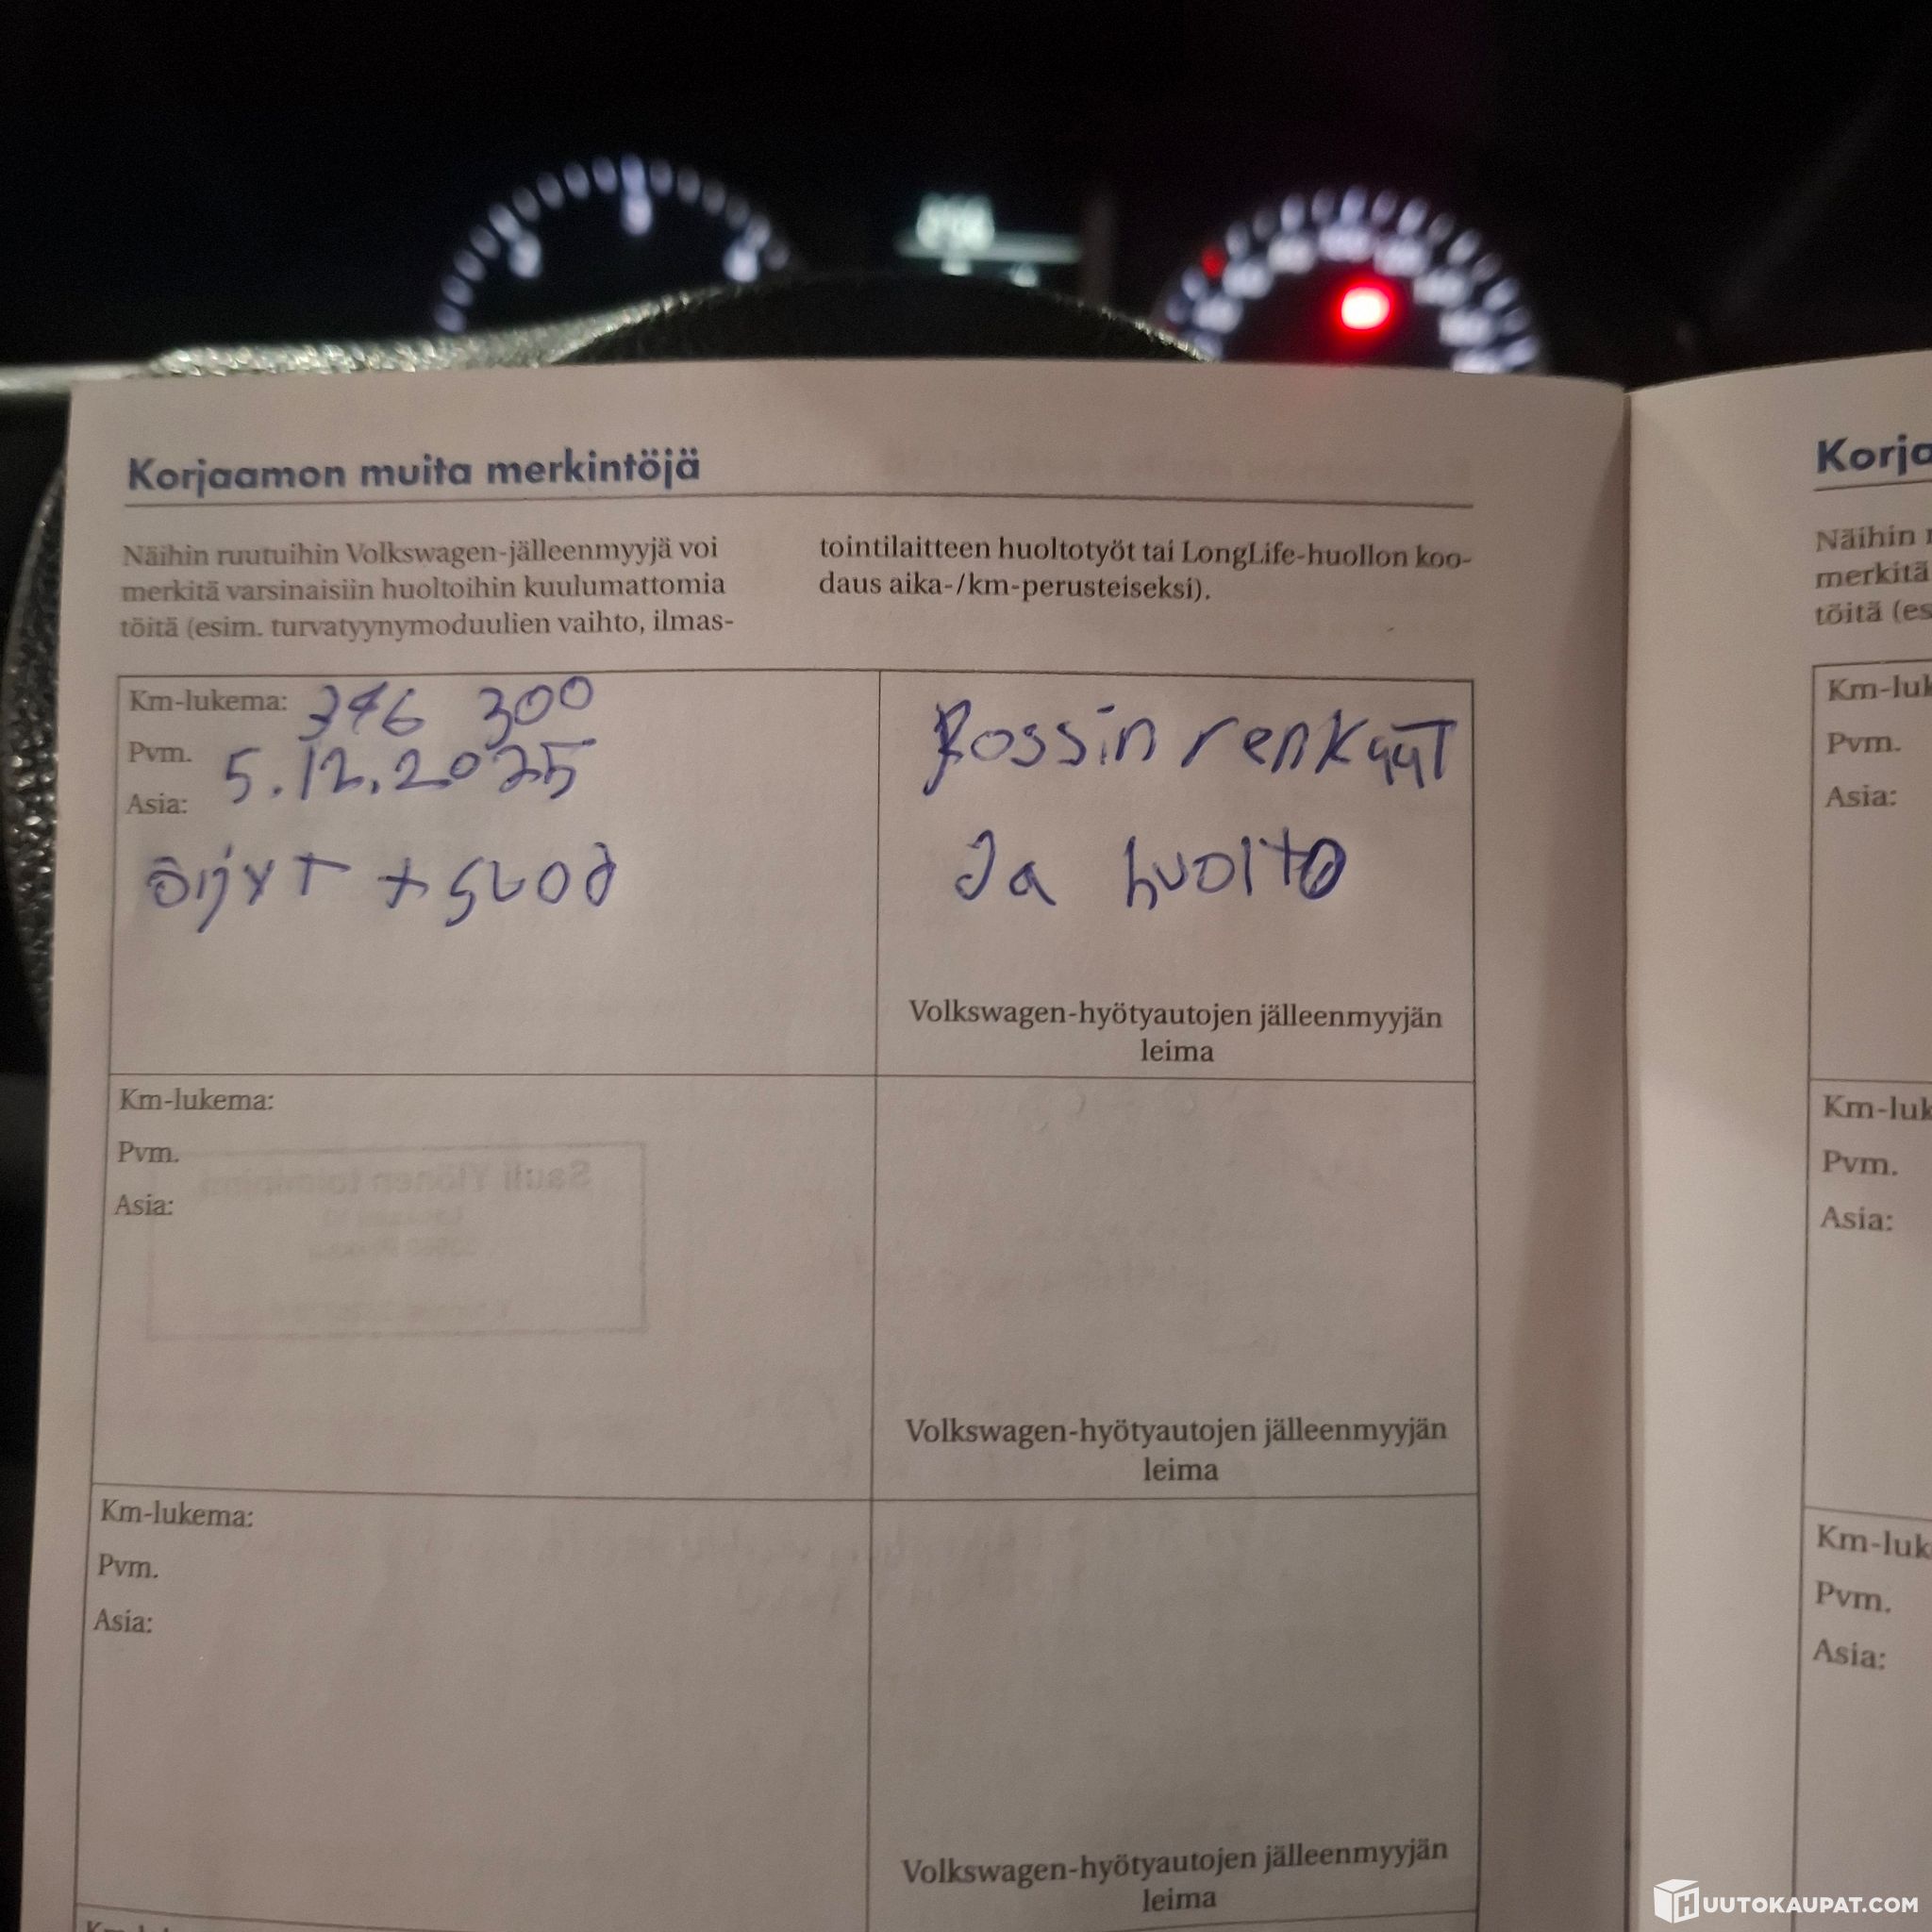 Korjaamon muita merkintöjä
Näihin ruutuihin Volkswagen-jälleenmyyjä voi
merkitä varsinaisiin huoltoihin kuulumattomia
töitä (esim. turvatyynymoduulien vaihto, ilmas-
tointilaitteen huoltotyöt tai LongLife-huollon koo-
daus aika-/km-perusteiseksi).
Km-lukema: 346 300
Pvm. 5.12.2025
Asia:
öljyt + suod
Rossin renkaat
Ja huolto
Volkswagen-hyötyautojen jälleenmyyjän
leima
Km-lukema:
Pvm.
Asia:
Volkswagen-hyötyautojen jälleenmyyjän
leima
Km-lukema:
Pvm.
Asia:
Volkswagen-hyötyautojen jälleenmyyjän
leima
Korja
Näihin
merkitä
töitä (es
Km-luk
Pvm.
Asia:
Km-luk
Pvm.
Asia:
Km-luk
Pvm.
Asia:
HUUTOKAUPAT.COM